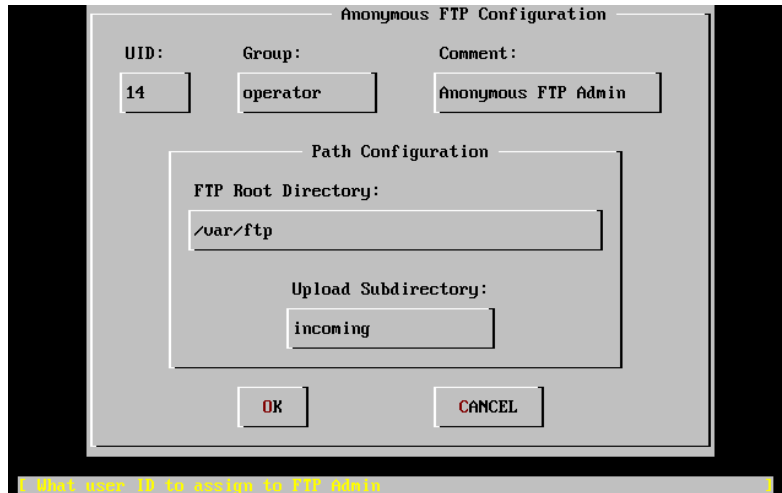 Anonymous FTP Configuration
UID: Group: Comment:
14 operator Anonymous FTP Admin
Path Configuration
FTP Root Directory:
/var/ftp
Upload Subdirectory:
incoming
OK CANCEL
[ What user ID to assign to FTP Admin ]